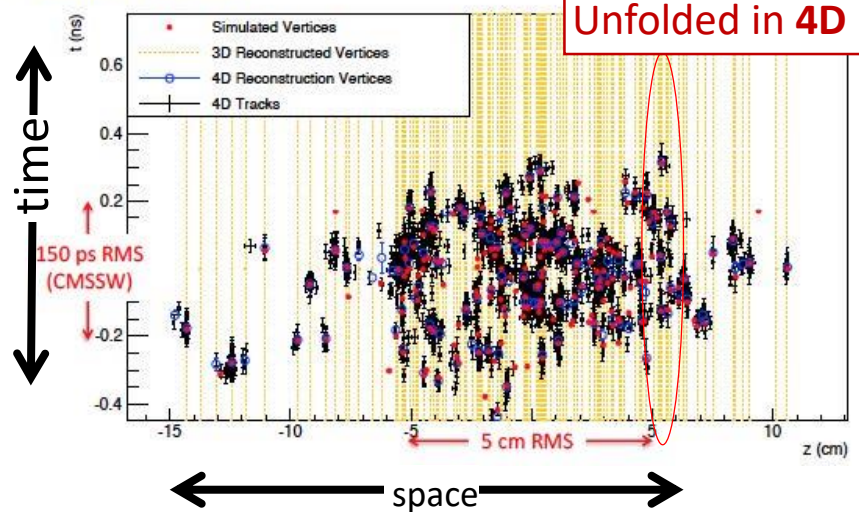 Unfolded in 4D
t (ns)
Simulated Vertices
3D Reconstructed Vertices
4D Reconstruction Vertices
4D Tracks
0.6
0.4
0.2
-0.2
-0.4
time
150 ps RMS
(CMSSW)
5 cm RMS
-15
-10
-5
5
10
z (cm)
space